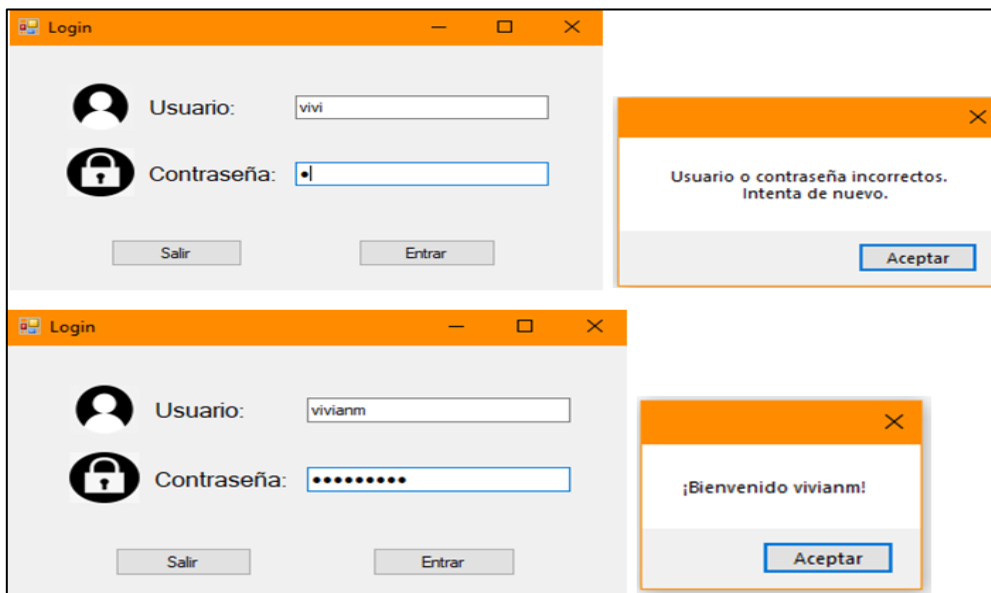 Login
Usuario:
vivi
Contraseña:
Salir
Entrar
Usuario o contraseña incorrectos.
Intenta de nuevo.
Aceptar
Login
Usuario:
vivianm
Contraseña:
Salir
Entrar
¡Bienvenido vivianm!
Aceptar